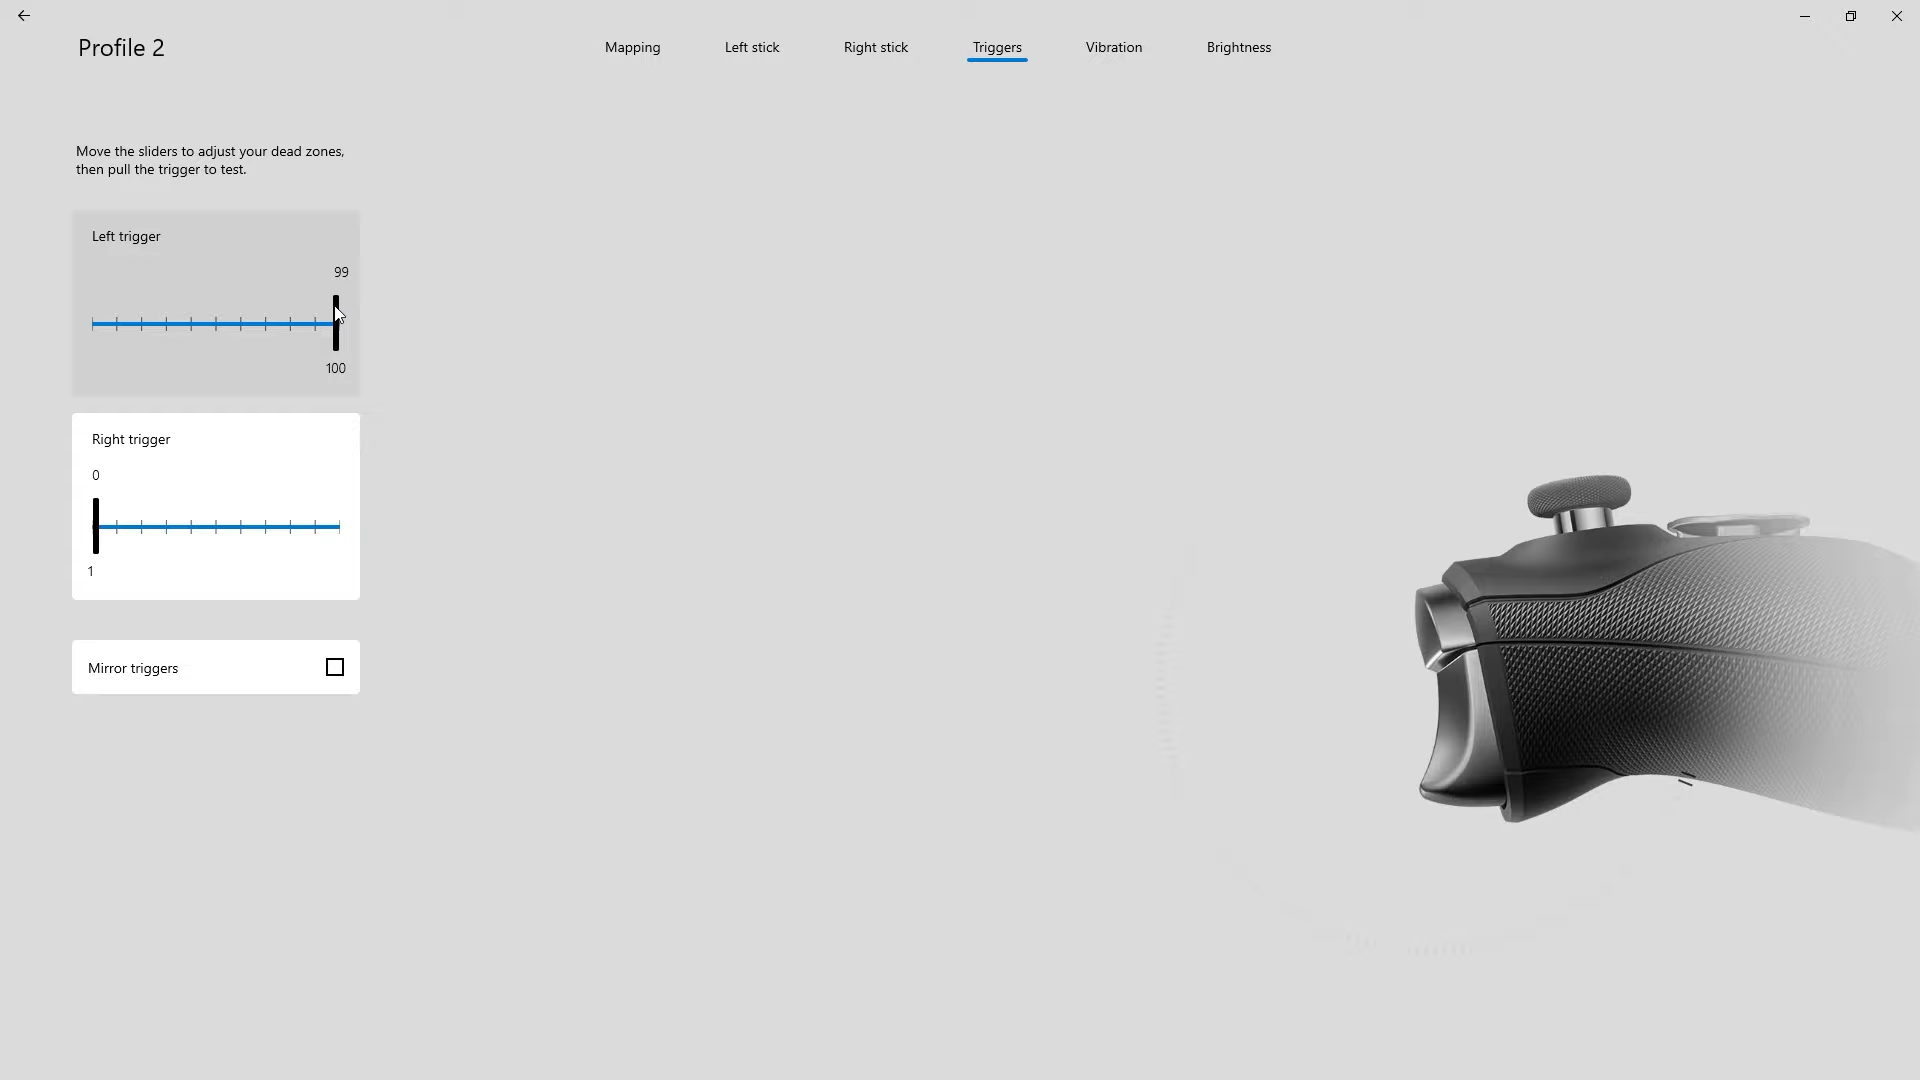 Profile 2
Mapping
Left stick
Right stick
Triggers
Vibration
Brightness
Move the sliders to adjust your dead zones,
then pull the trigger to test.
Left trigger
99
100
Right trigger
0
1
Mirror triggers